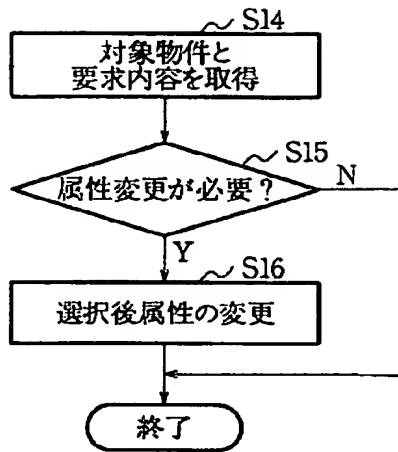 S14
対象物件と
要求内容を取得
S15
属性変更が必要?
N
Y
S16
選択後属性の変更
終了